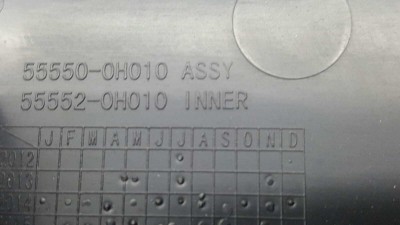 55550-0H010 ASSY
55552-0H010 INNER
J F M A M J J A S O N D